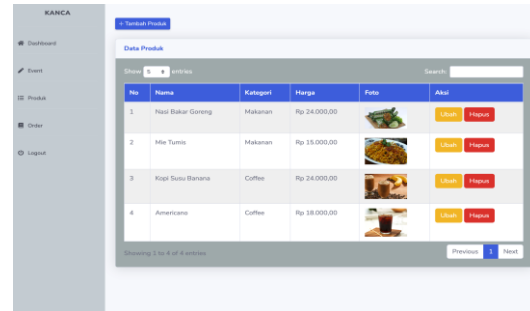 KANCA
Dashboard
Event
Produk
Order
Logout
+ Tambah Produk
Data Produk
Show 5 entries
Search:
No Nama Kategori Harga Foto Aksi
1 Nasi Bakar Goreng Makanan Rp 24.000,00 Ubah Hapus
2 Mie Tumis Makanan Rp 15.000,00 Ubah Hapus
3 Kopi Susu Banana Coffee Rp 24.000,00 Ubah Hapus
4 Americano Coffee Rp 18.000,00 Ubah Hapus
Showing 1 to 4 of 4 entries
Previous 1 Next